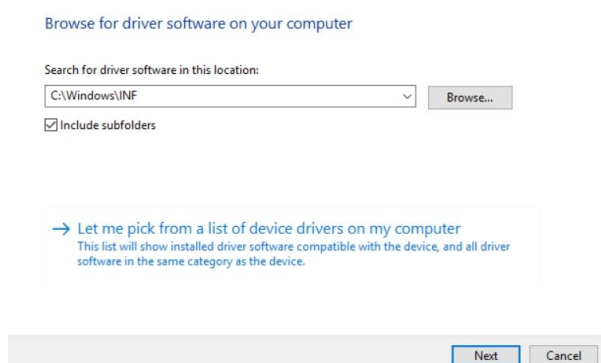 Browse for driver software on your computer
Search for driver software in this location:
C:\Windows\INF
Browse...
Include subfolders
Let me pick from a list of device drivers on my computer
This list will show installed driver software compatible with the device, and all driver
software in the same category as the device.
Next Cancel